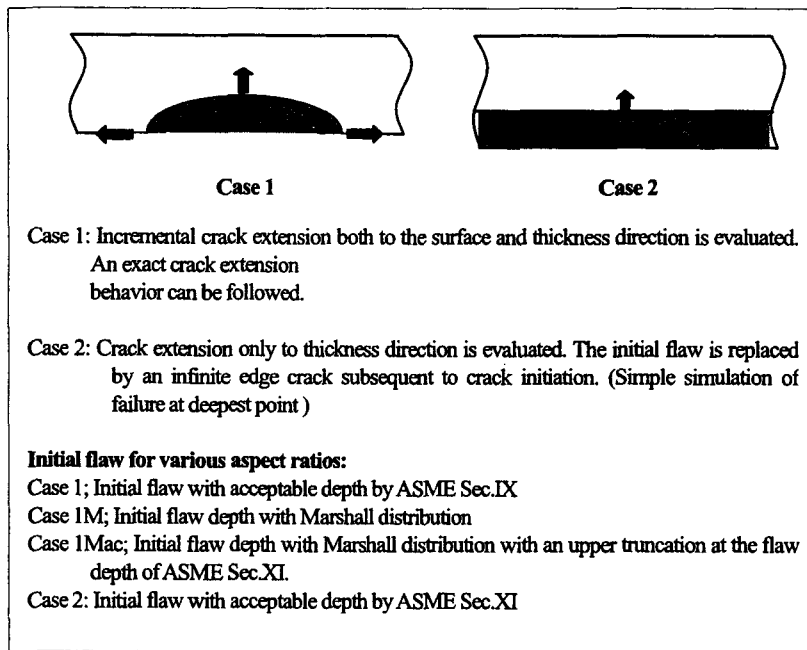 Case 1 Case 2
Case 1: Incremental crack extension both to the surface and thickness direction is evaluated.
An exact crack extension
behavior can be followed.
Case 2: Crack extension only to thickness direction is evaluated. The initial flaw is replaced
by an infinite edge crack subsequent to crack initiation. (Simple simulation of
failure at deepest point )
Initial flaw for various aspect ratios:
Case 1; Initial flaw with acceptable depth by ASME Sec.IX
Case 1M; Initial flaw depth with Marshall distribution
Case 1Mac; Initial flaw depth with Marshall distribution with an upper truncation at the flaw
depth of ASME Sec.XI.
Case 2: Initial flaw with acceptable depth by ASME Sec.XI